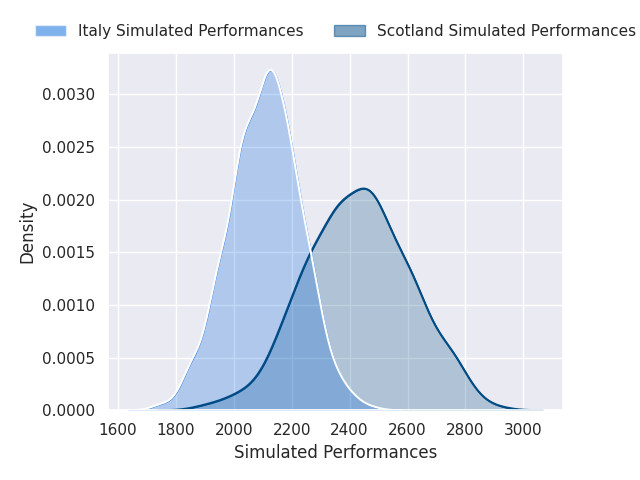 Italy Simulated Performances
Scotland Simulated Performances
0.0030
0.0025
0.0020
0.0015
0.0010
0.0005
0.0000
Density
1600 1800 2000 2200 2400 2600 2800 3000
Simulated Performances